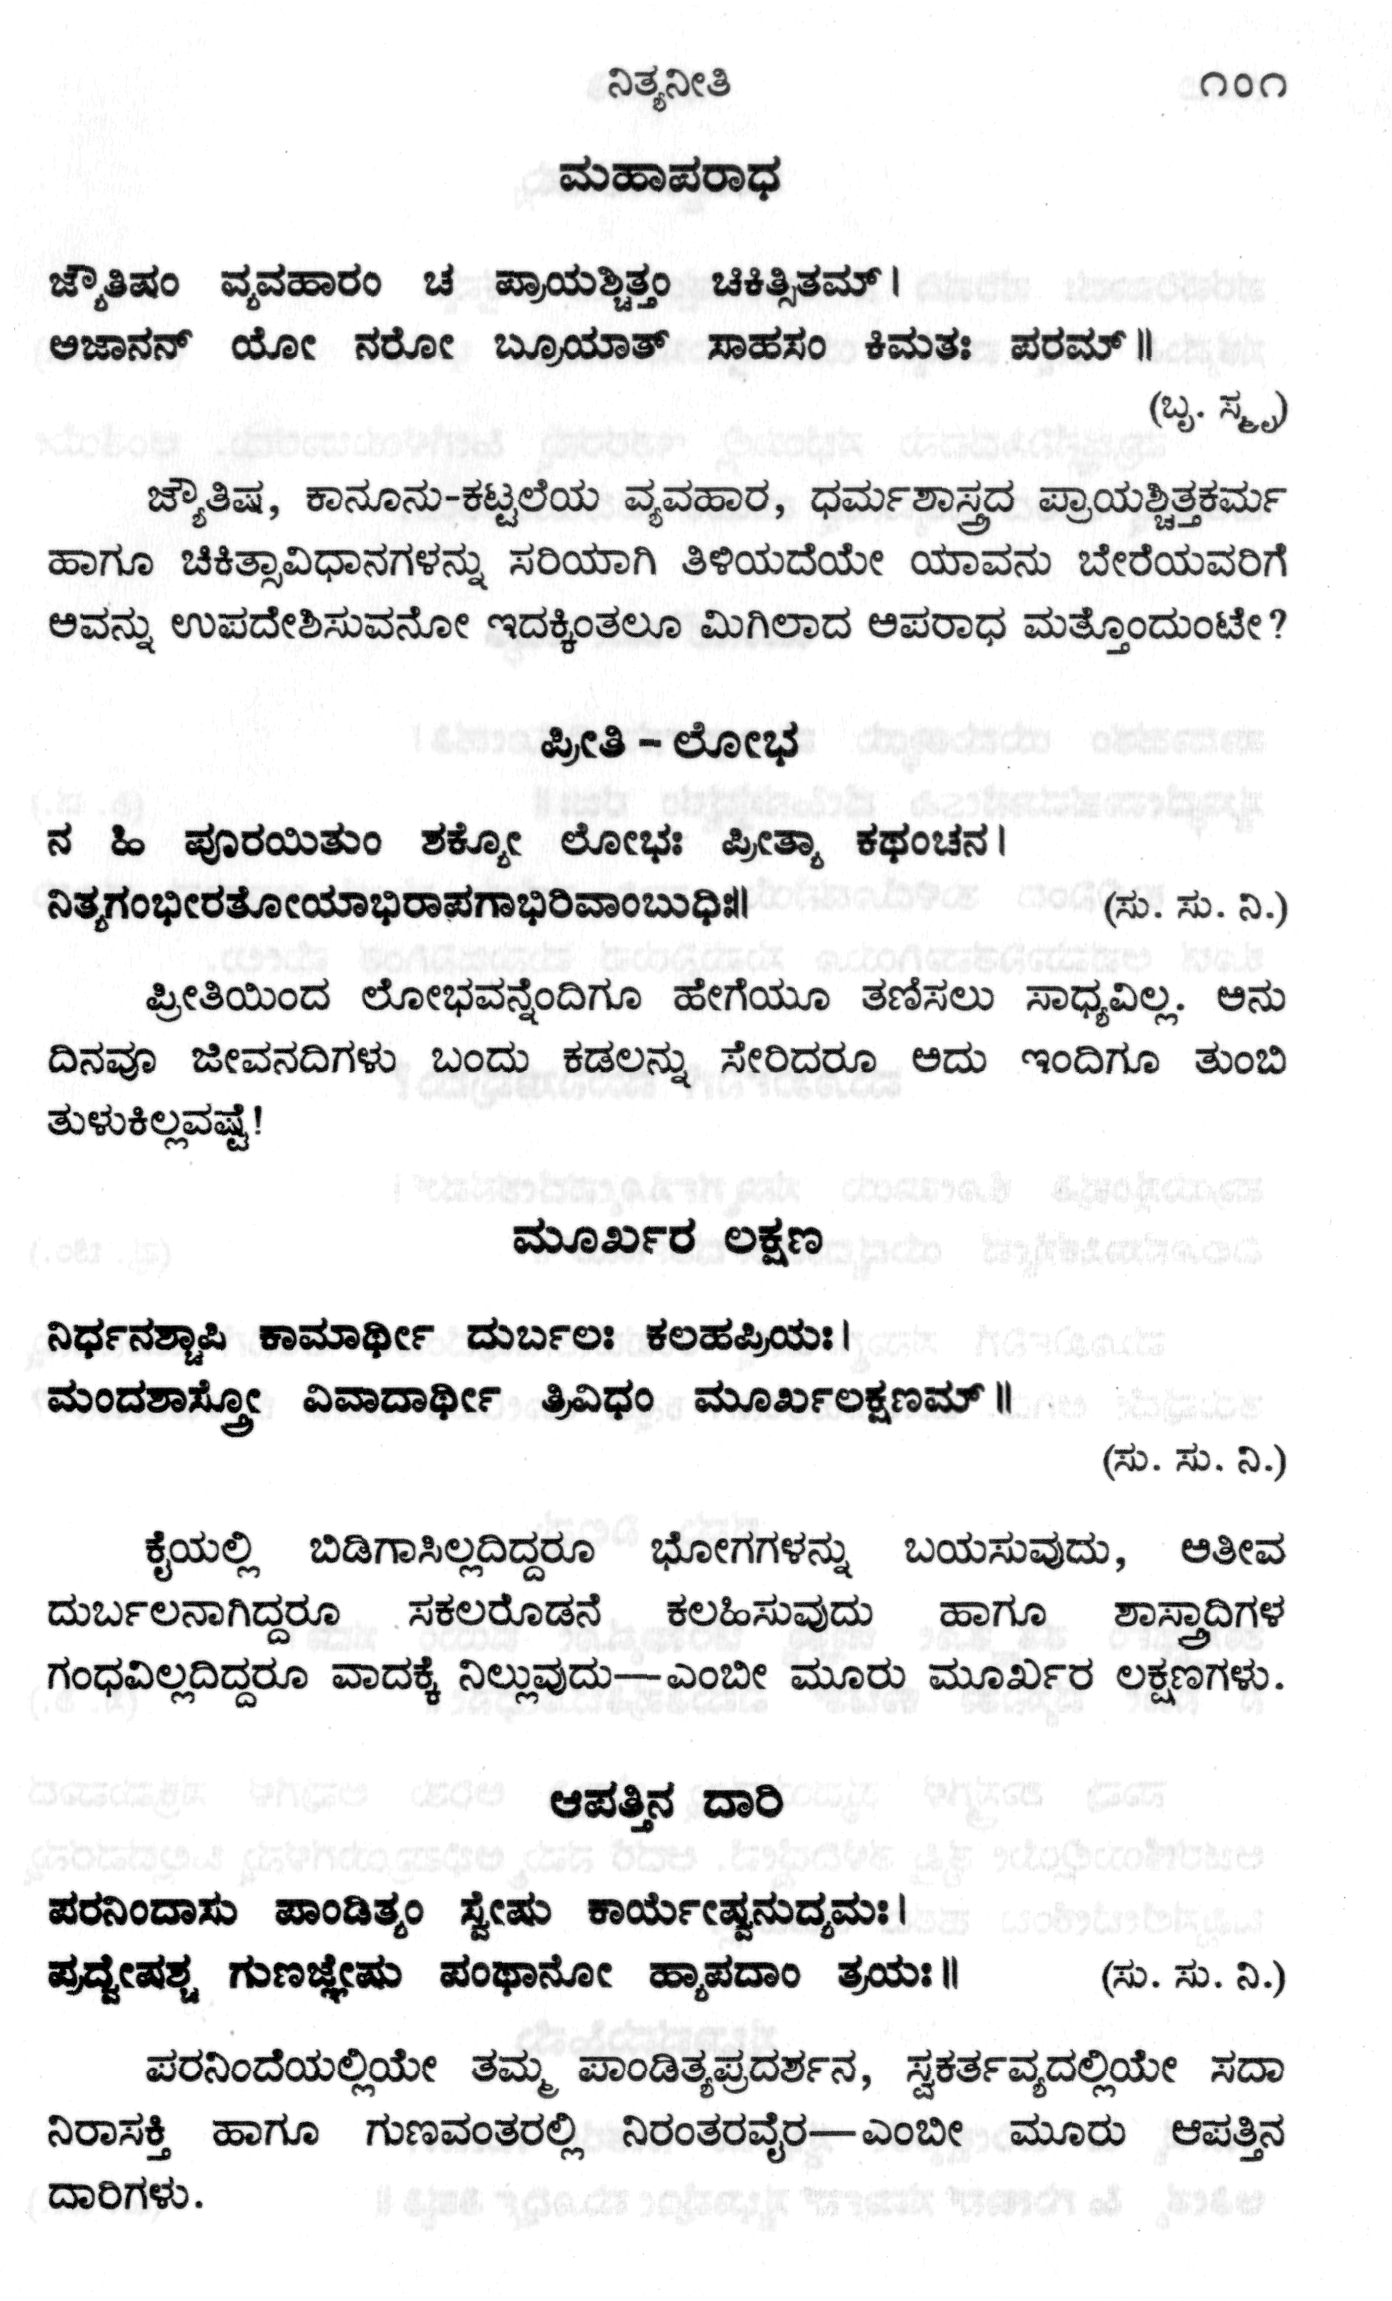 ನಿತ್ಯನೀತಿ ೧೦೧
ಮಹಾಪರಾಧ
ಜ್ಯೌತಿಷಂ ವ್ಯವಹಾರಂ ಚ ಪ್ರಾಯಶ್ಚಿತ್ತಂ ಚಿಕಿತ್ಸಿತಮ್।
ಅಜಾನನ್ ಯೋ ನರೋ ಬ್ರೂಯಾತ್ ಸಾಹಸಂ ಕಿಮತಃ ಪರಮ್॥
(ಬೃ. ಸ್ಮೃ)
ಜ್ಯೌತಿಷ, ಕಾನೂನು-ಕಟ್ಟಲೆಯ ವ್ಯವಹಾರ, ಧರ್ಮಶಾಸ್ತ್ರದ ಪ್ರಾಯಶ್ಚಿತ್ತಕರ್ಮ
ಹಾಗೂ ಚಿಕಿತ್ಸಾವಿಧಾನಗಳನ್ನು ಸರಿಯಾಗಿ ತಿಳಿಯದೆಯೇ ಯಾವನು ಬೇರೆಯವರಿಗೆ
ಅವನ್ನು ಉಪದೇಶಿಸುವನೋ ಇದಕ್ಕಿಂತಲೂ ಮಿಗಿಲಾದ ಅಪರಾಧ ಮತ್ತೊಂದುಂಟೇ?
ಪ್ರೀತಿ - ಲೋಭ
ನ ಹಿ ಪೂರಯಿತುಂ ಶಕ್ಯೋ ಲೋಭಃ ಪ್ರೀತ್ಯಾ ಕಥಂಚನ।
ನಿತ್ಯಗಂಭೀರತೋಯಾಭಿರಾಪಗಾಭಿರಿವಾಂಬುಧಿಃ॥ (ಸು. ಸು. ನಿ.)
ಪ್ರೀತಿಯಿಂದ ಲೋಭವನ್ನೆಂದಿಗೂ ಹೇಗೆಯೂ ತಣಿಸಲು ಸಾಧ್ಯವಿಲ್ಲ. ಅನು
ದಿನವೂ ಜೀವನದಿಗಳು ಬಂದು ಕಡಲನ್ನು ಸೇರಿದರೂ ಅದು ಇಂದಿಗೂ ತುಂಬಿ
ತುಳುಕಿಲ್ಲವಷ್ಟೆ!
ಮೂರ್ಖರ ಲಕ್ಷಣ
ನಿರ್ಧನಶ್ಚಾಪಿ ಕಾಮಾರ್ಥೀ ದುರ್ಬಲಃ ಕಲಹಪ್ರಿಯಃ।
ಮಂದಶಾಸ್ತ್ರೋ ವಿವಾದಾರ್ಥೀ ತ್ರಿವಿಧಂ ಮೂರ್ಖಲಕ್ಷಣಮ್॥
(ಸು. ಸು. ನಿ.)
ಕೈಯಲ್ಲಿ ಬಿಡಿಗಾಸಿಲ್ಲದಿದ್ದರೂ ಭೋಗಗಳನ್ನು ಬಯಸುವುದು, ಅತೀವ
ದುರ್ಬಲನಾಗಿದ್ದರೂ ಸಕಲರೊಡನೆ ಕಲಹಿಸುವುದು ಹಾಗೂ ಶಾಸ್ತ್ರಾದಿಗಳ
ಗಂಧವಿಲ್ಲದಿದ್ದರೂ ವಾದಕ್ಕೆ ನಿಲ್ಲುವುದು—ಎಂಬೀ ಮೂರು ಮೂರ್ಖರ ಲಕ್ಷಣಗಳು.
ಆಪತ್ತಿನ ದಾರಿ
ಪರನಿಂದಾಸು ಪಾಂಡಿತ್ಯಂ ಸ್ವೇಷು ಕಾರ್ಯೇಷ್ವನುದ್ಯಮಃ।
ಪ್ರದ್ವೇಷಶ್ಚ ಗುಣಜ್ಞೇಷು ಪಂಥಾನೋ ಹ್ಯಾಪದಾಂ ತ್ರಯಃ॥ (ಸು. ಸು. ನಿ.)
ಪರನಿಂದೆಯಲ್ಲಿಯೇ ತಮ್ಮ ಪಾಂಡಿತ್ಯಪ್ರದರ್ಶನ, ಸ್ವಕರ್ತವ್ಯದಲ್ಲಿಯೇ ಸದಾ
ನಿರಾಸಕ್ತಿ ಹಾಗೂ ಗುಣವಂತರಲ್ಲಿ ನಿರಂತರವೈರ—ಎಂಬೀ ಮೂರು ಆಪತ್ತಿನ
ದಾರಿಗಳು.